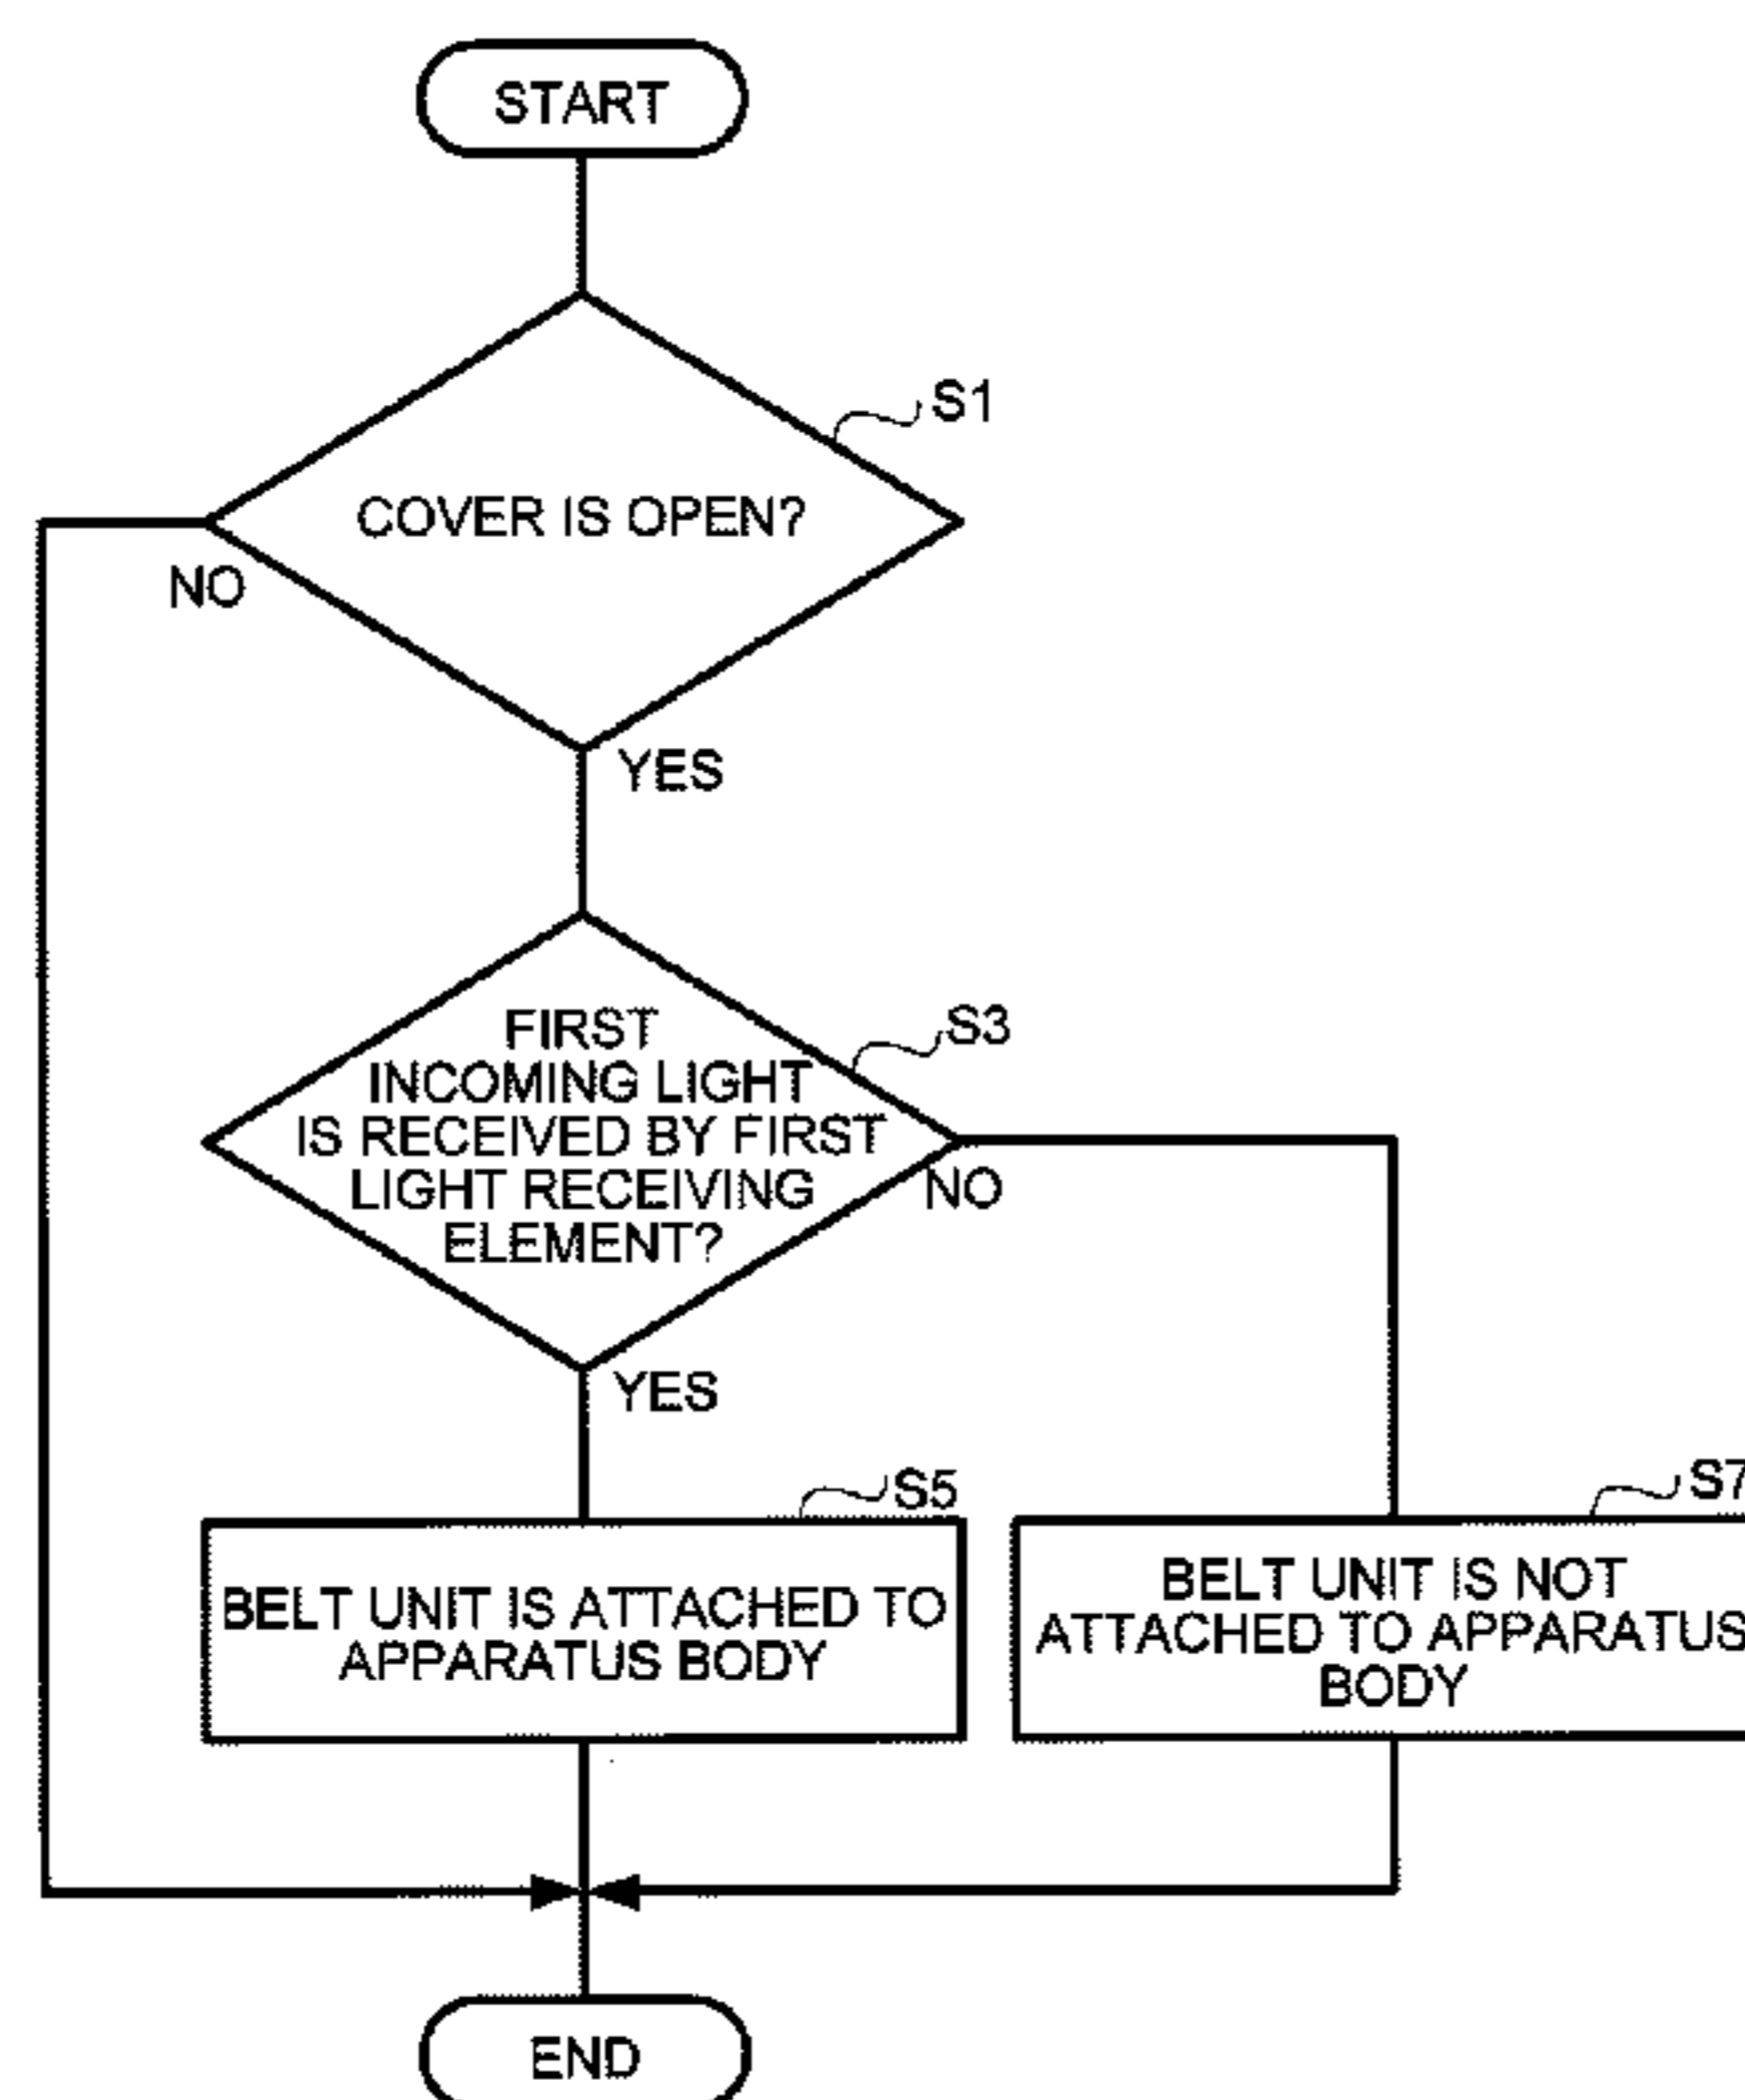 START
S1
COVER IS OPEN?
NO
YES
S3
FIRST
INCOMING LIGHT
IS RECEIVED BY FIRST
LIGHT RECEIVING
ELEMENT?
NO
YES
S5
S7
BELT UNIT IS ATTACHED TO
APPARATUS BODY
BELT UNIT IS NOT
ATTACHED TO APPARATUS
BODY
END